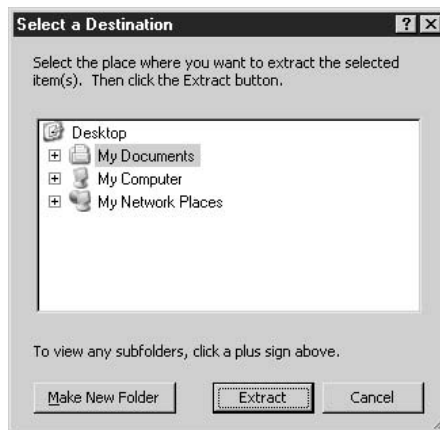 Select a Destination
Select the place where you want to extract the selected
item(s). Then click the Extract button.
Desktop
My Documents
My Computer
My Network Places
To view any subfolders, click a plus sign above.
Make New Folder Extract Cancel